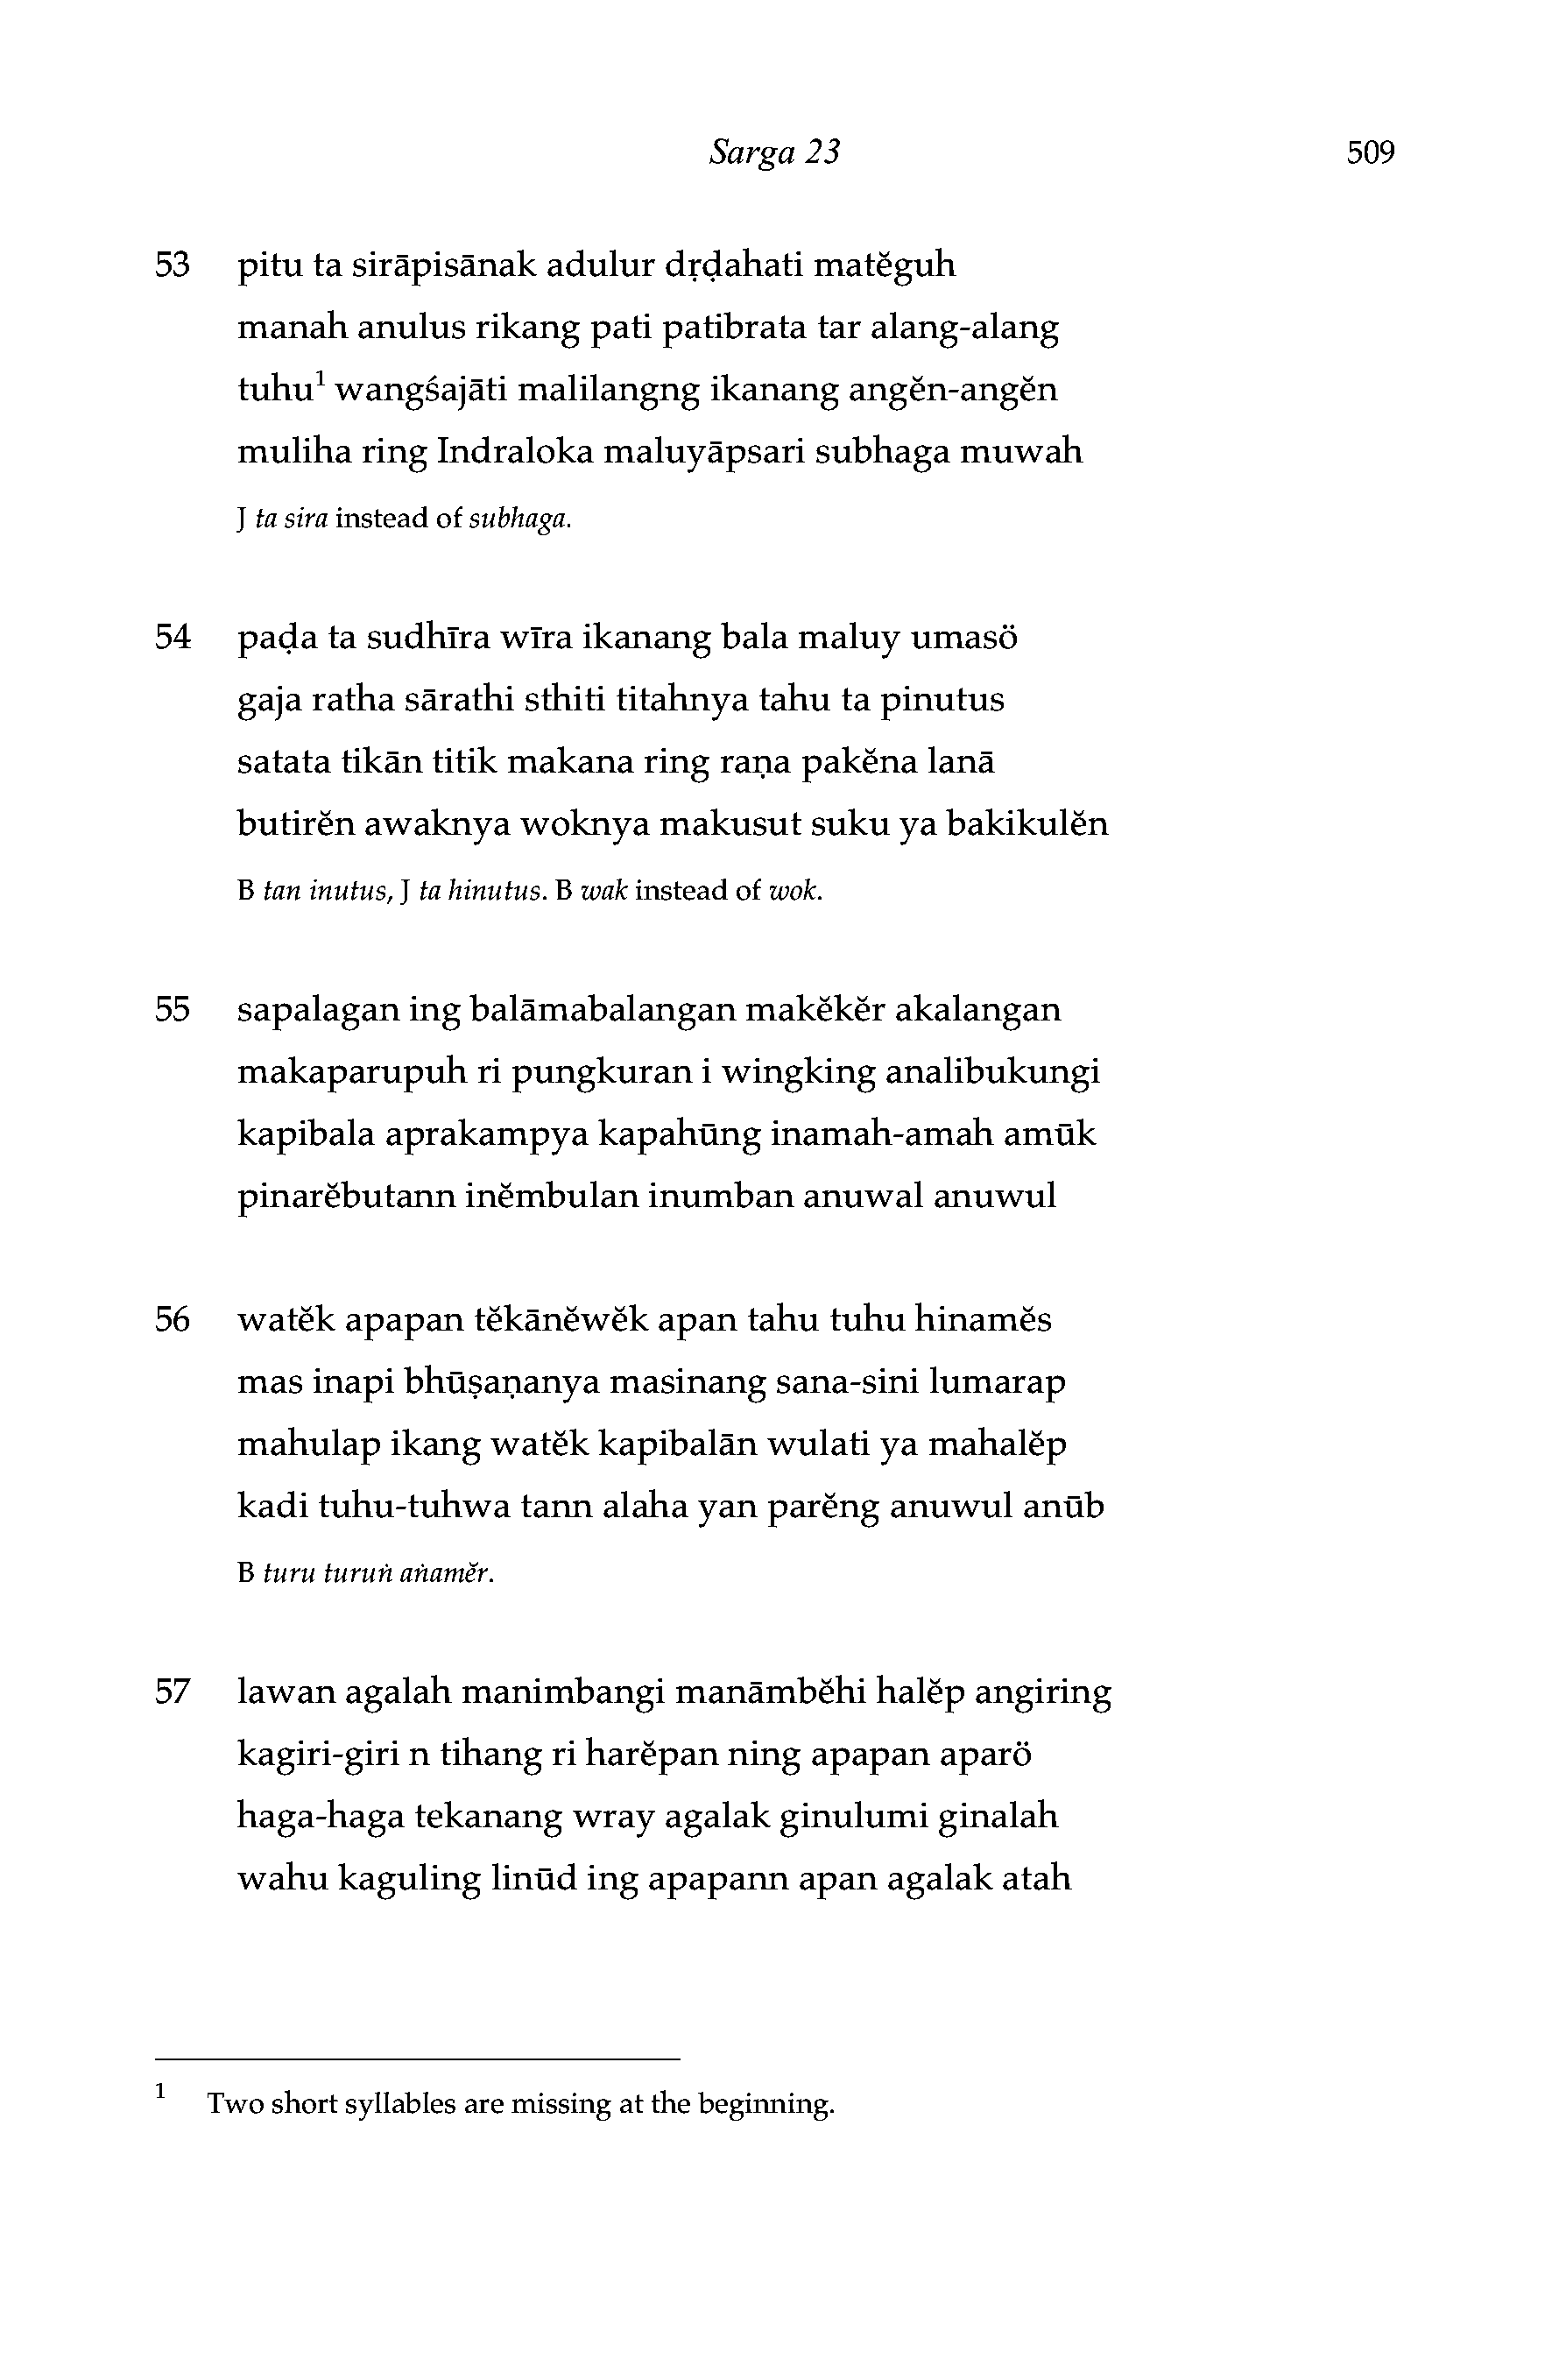 Sarga 23 509
53 pitu ta sirāpisānak adulur dṛḍahati matĕguh
manah anulus rikang pati patibrata tar alang-alang
tuhu¹ wangśajāti malilangng ikanang angĕn-angĕn
muliha ring Indraloka maluyāpsari subhaga muwah
J ta sira instead of subhaga.
54 paḍa ta sudhīra wīra ikanang bala maluy umasö
gaja ratha sārathi sthiti titahnya tahu ta pinutus
satata tikān titik makana ring raṇa pakĕna lanā
butirĕn awaknya woknya makusut suku ya bakikulĕn
B tan inutus, J ta hinutus. B wak instead of wok.
55 sapalagan ing balāmabalangan makĕkĕr akalangan
makaparupuh ri pungkuran i wingking analibukungi
kapibala aprakampya kapahūng inamah-amah amūk
pinarĕbutann inĕmbulan inumban anuwal anuwul
56 watĕk apapan tĕkānĕwĕk apan tahu tuhu hinamĕs
mas inapi bhūṣaṇanya masinang sana-sini lumarap
mahulap ikang watĕk kapibalān wulati ya mahalĕp
kadi tuhu-tuhwa tann alaha yan parĕng anuwul anūb
B turu turuṅ aṅamĕr.
57 lawan agalah manimbangi manāmbĕhi halĕp angiring
kagiri-giri n tihang ri harĕpan ning apapan aparö
haga-haga tekanang wray agalak ginulumi ginalah
wahu kaguling linūd ing apapann apan agalak atah
¹ Two short syllables are missing at the beginning.